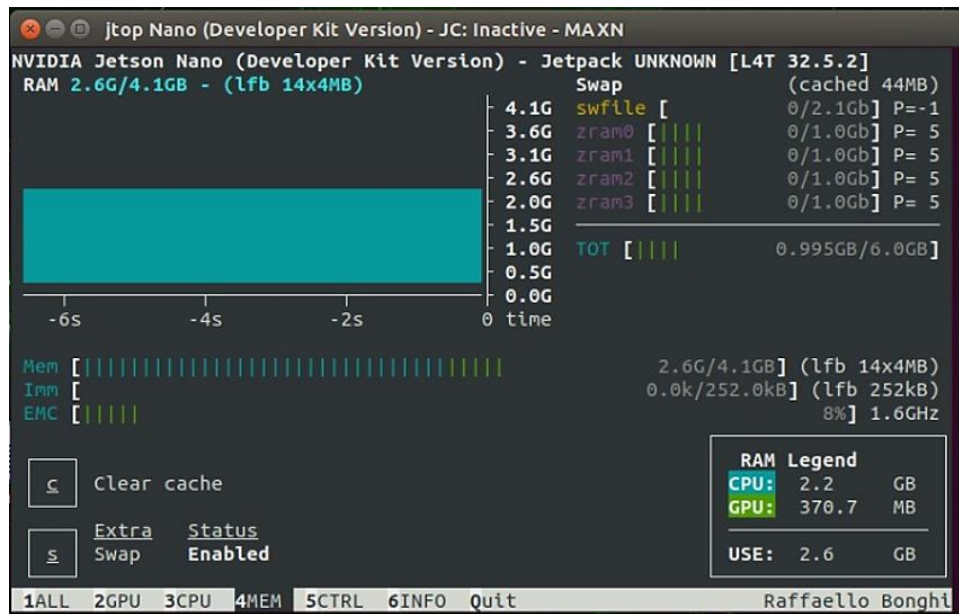 jtop Nano (Developer Kit Version) - JC: Inactive - MAXN
NVIDIA Jetson Nano (Developer Kit Version) - Jetpack UNKNOWN [L4T 32.5.2]
RAM 2.6G/4.1GB - (lfb 14x4MB)
4.1G
3.6G
3.1G
2.6G
2.0G
1.5G
1.0G
0.5G
0.0G
-6s -4s -2s 0 time
Swap (cached 44MB)
swfile [ 0/2.1Gb] P=-1
zram0 [|||| 0/1.0Gb] P= 5
zram1 [|||| 0/1.0Gb] P= 5
zram2 [|||| 0/1.0Gb] P= 5
zram3 [|||| 0/1.0Gb] P= 5
TOT [|||| 0.995GB/6.0GB]
Mem [|||||||||||||||||||||||||||||||||||| 2.6G/4.1GB] (lfb 14x4MB)
Imm [ 0.0k/252.0kB] (lfb 252kB)
EMC [||||| 8%] 1.6GHz
c Clear cache
Extra Status
s Swap Enabled
RAM Legend
CPU: 2.2 GB
GPU: 370.7 MB
USE: 2.6 GB
1ALL 2GPU 3CPU 4MEM 5CTRL 6INFO Quit Raffaello Bonghi